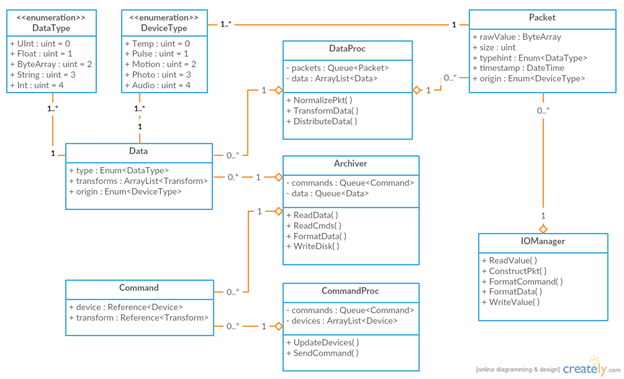 <<enumeration>>
DataType
+ UInt : uint = 0
+ Float : uint = 1
+ ByteArray : uint = 2
+ String : uint = 3
+ Int : uint = 4
<<enumeration>>
DeviceType
+ Temp : uint = 0
+ Pulse : uint = 1
+ Motion : uint = 2
+ Photo : uint = 3
+ Audio : uint = 4
1..*
1
Packet
+ rawValue : ByteArray
+ size : uint
+ typehint : Enum<DataType>
+ timestamp : DateTime
+ origin : Enum<DeviceType>
DataProc
- packets : Queue<Packet>
- data : ArrayList<Data>
+ NormalizePkt( )
+ TransformData( )
+ DistributeData( )
1
1
0..*
1..*
1..*
1
1
0..*
0..*
Data
+ type : Enum<DataType>
+ transforms : ArrayList<Transform>
+ origin : Enum<DeviceType>
0..*
1
Archiver
- commands : Queue<Command>
- data : Queue<Data>
+ ReadData( )
+ ReadCmds( )
+ FormatData( )
+ WriteDisk( )
1
1
IOManager
+ ReadValue( )
+ ConstructPkt( )
+ FormatCommand( )
+ FormatData( )
+ WriteValue( )
Command
+ device : Reference<Device>
+ transform : Reference<Transform>
0..*
0..*
1
CommandProc
- commands : Queue<Command>
- devices : ArrayList<Device>
+ UpdateDevices( )
+ SendCommand( )
[online diagramming & design] creately.com